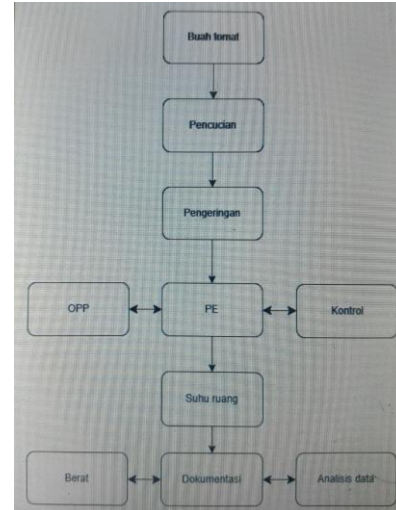 Buah tomat
Pencucian
Pengeringan
OPP
PE
Kontrol
Suhu ruang
Berat
Dokumentasi
Analisis data